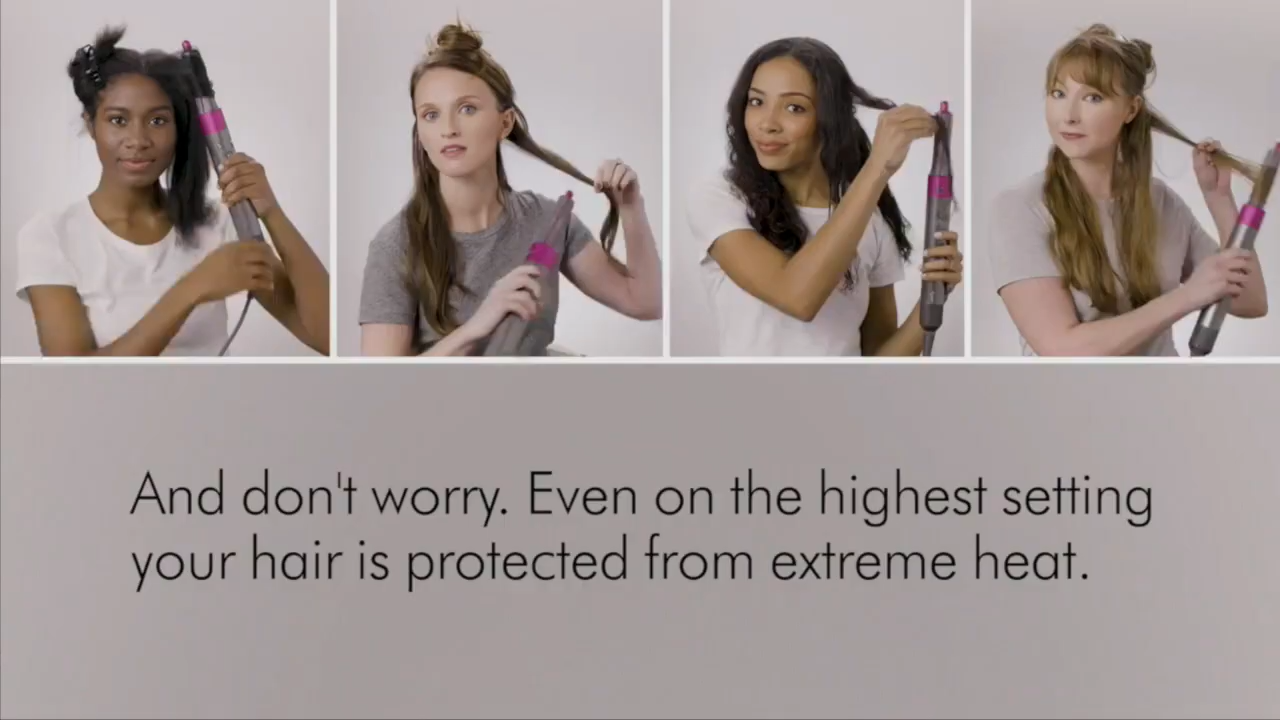 And don't worry. Even on the highest setting
your hair is protected from extreme heat.